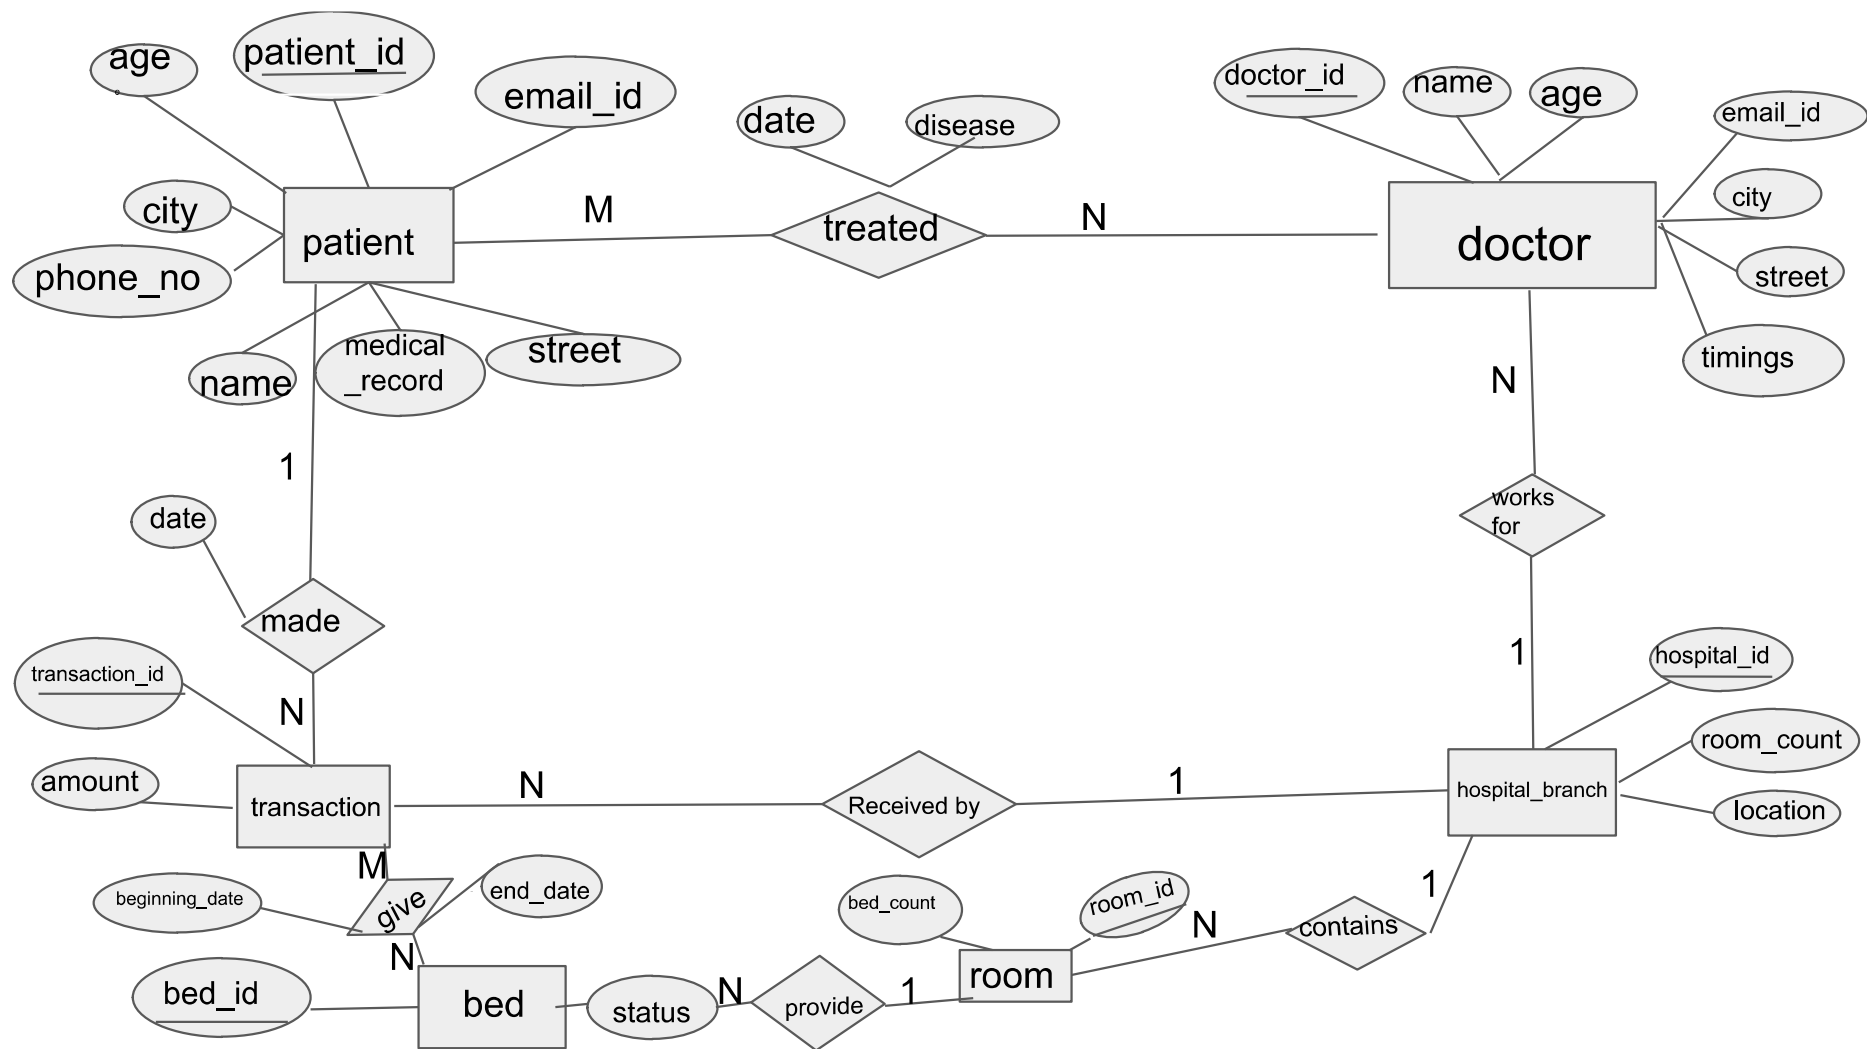 age
patient_id
email_id
city
patient
phone_no
name
medical
_record
street
date
disease
M
treated
N
doctor_id
name
age
email_id
city
doctor
street
timings
N
works
for
1
1
date
made
N
transaction_id
amount
transaction
N
Received by
1
hospital_branch
hospital_id
room_count
location
M
beginning_date
give
end_date
N
bed_id
bed
status
N
provide
1
bed_count
room_id
room
N
contains
1